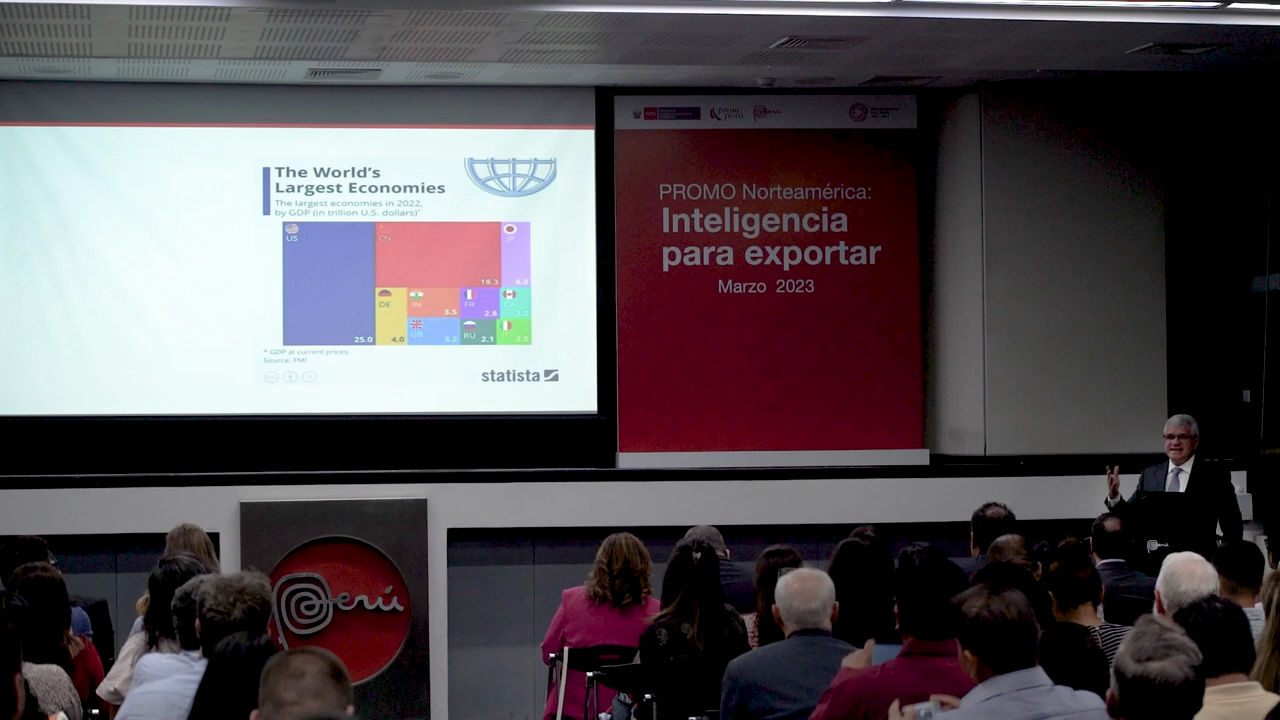 The World's
Largest Economies
The largest economies in 2022,
by GDP (in trillion U.S. dollars)*
US
CN
JP
18.3
4.3
DE
IN
FR
CA
3.5
2.8
2.2
GB
RU
IT
25.0
4.0
3.2
2.1
2.0
* GDP at current prices.
Source: FMI
statista
PROMO Norteamérica:
Inteligencia
para exportar
Marzo 2023
Perú